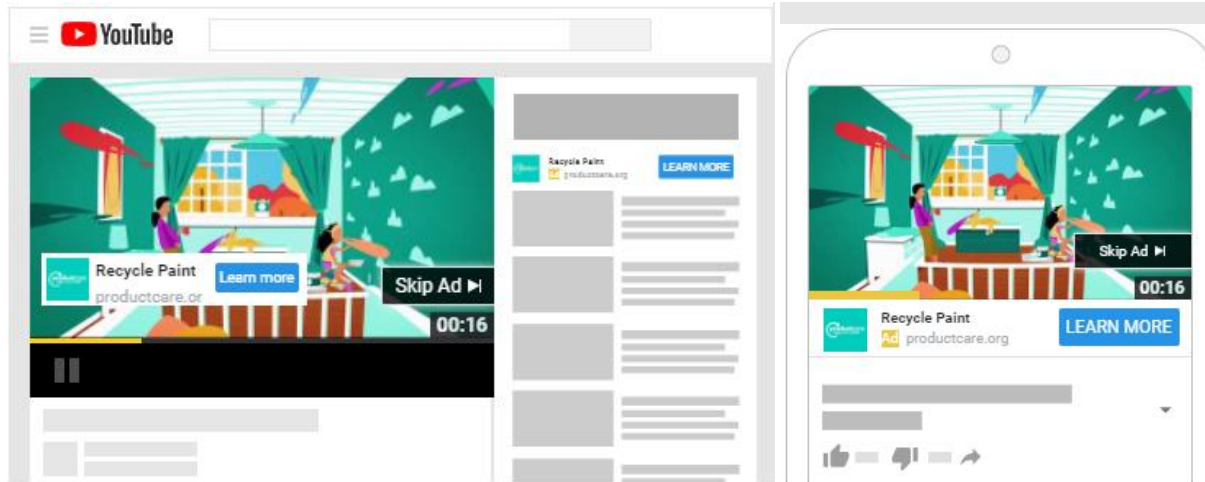 YouTube
Recycle Paint
productcare.or
Learn more
Skip Ad
00:16
Recycle Paint
Ad productcare.org
LEARN MORE
Skip Ad
00:16
Recycle Paint
Ad productcare.org
LEARN MORE